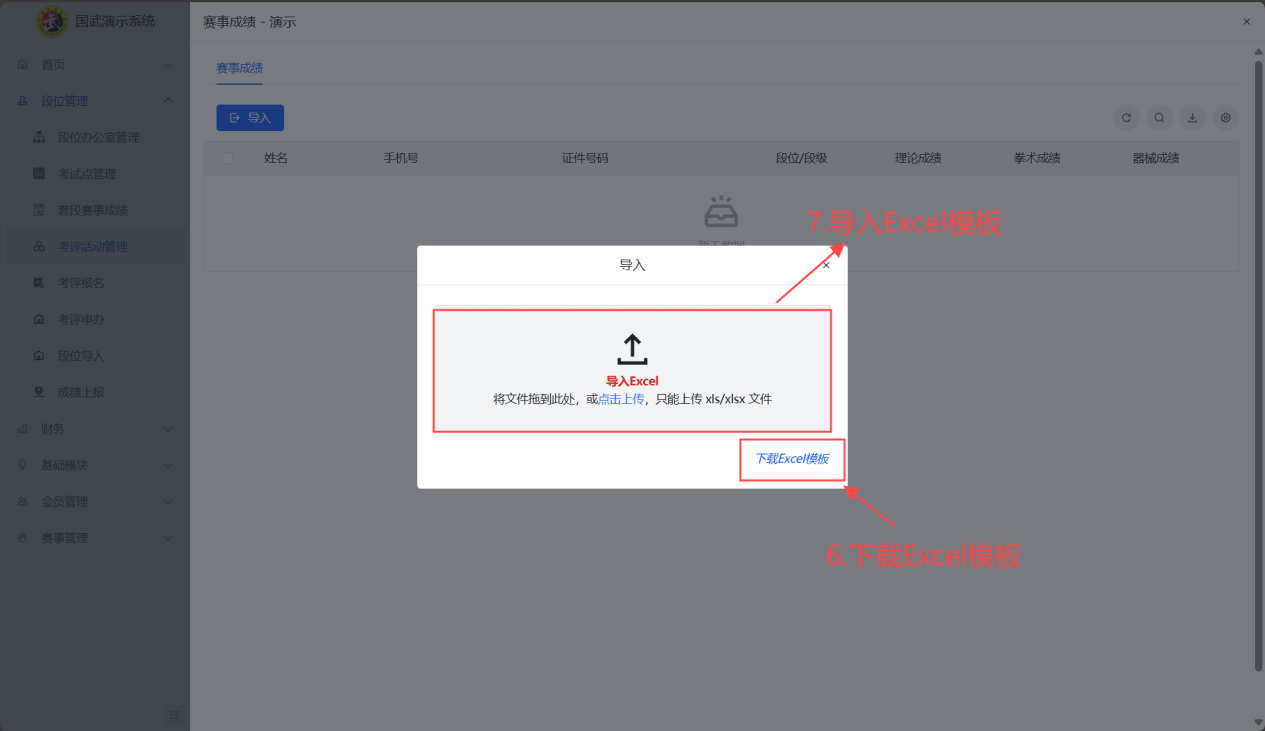 国武演示系统
赛事成绩 - 演示
首页
赛事成绩
段位管理
导入
段位办公室管理
姓名 手机号 证件号码 段位/段级 理论成绩 拳术成绩 器械成绩
考试点管理
套段赛事成绩
7.导入Excel模板
考评活动管理
暂无数据
导入
考评报名
考评申办
段位导入
导入Excel
成绩上报
将文件拖到此处，或点击上传，只能上传 xls/xlsx 文件
财务
下载Excel模板
基础模块
会员管理
赛事管理
6.下载Excel模板